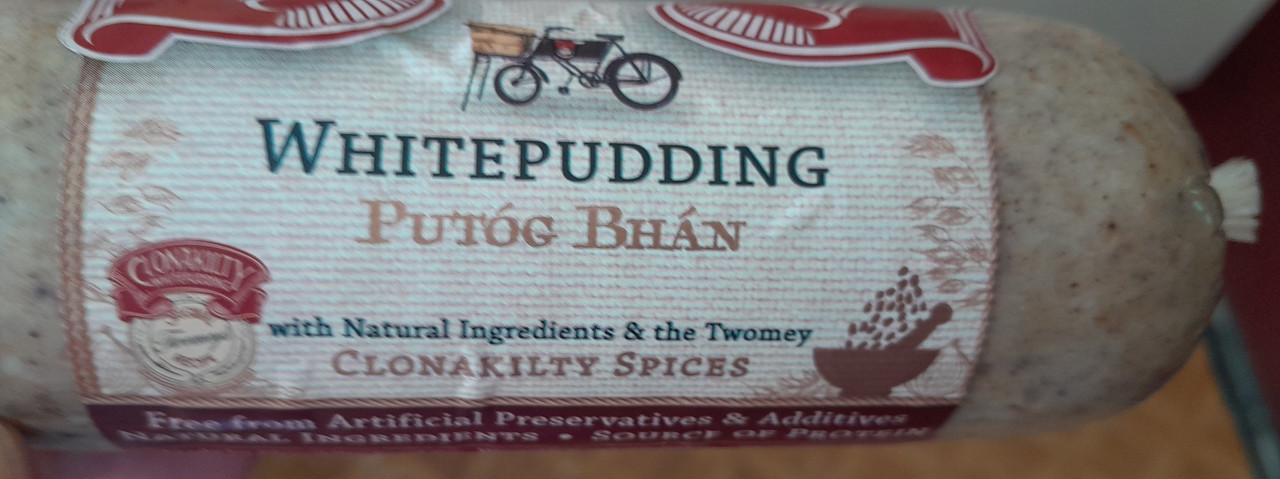 WHITEPUDDING
PUTÓG BHÁN
CLONAKILTY
with Natural Ingredients & the Twomey
CLONAKILTY SPICES
Free from Artificial Preservatives & Additives
NATURAL INGREDIENTS • SOURCE OF PROTEIN